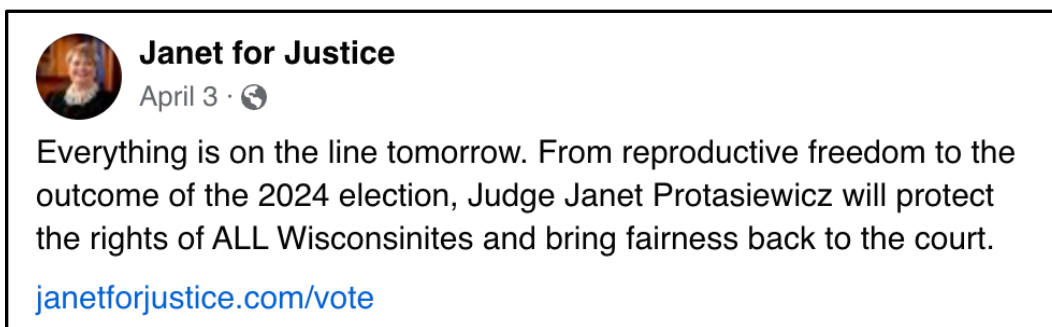 Janet for Justice
April 3 ·
Everything is on the line tomorrow. From reproductive freedom to the
outcome of the 2024 election, Judge Janet Protasiewicz will protect
the rights of ALL Wisconsinites and bring fairness back to the court.
janetforjustice.com/vote